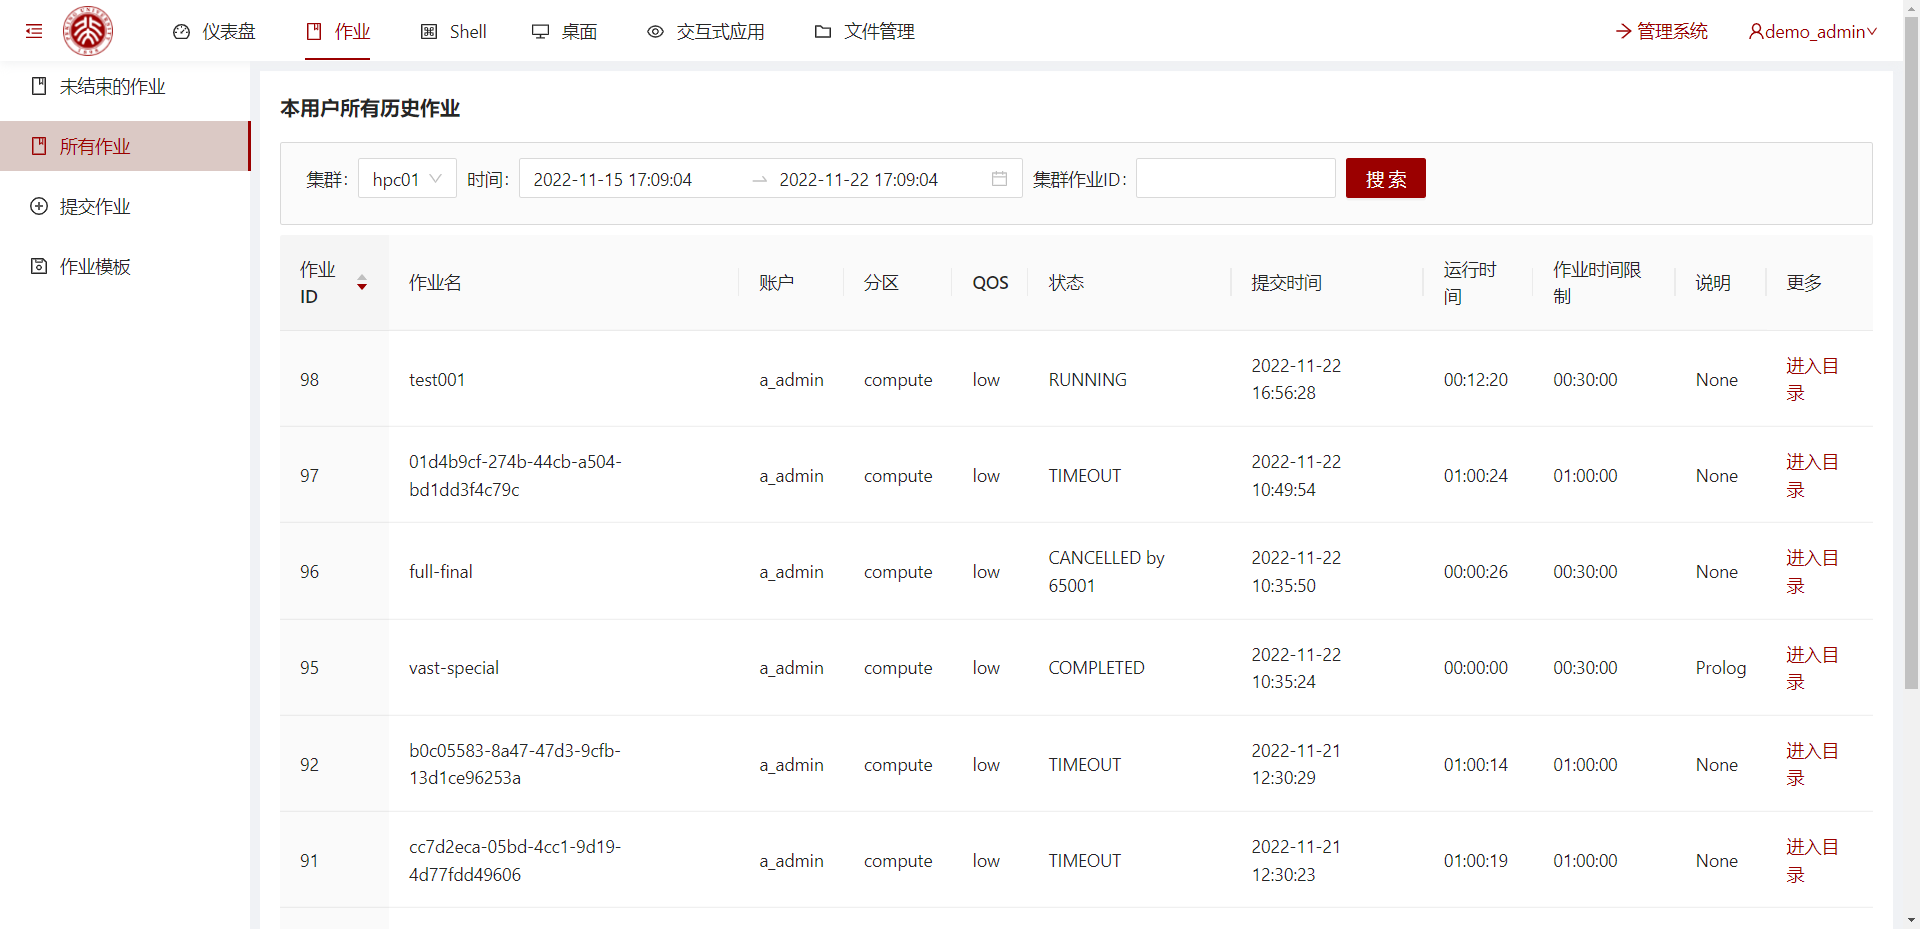 仪表盘 作业 Shell 桌面 交互式应用 文件管理 管理系统 demo_admin
未结束的作业
所有作业
提交作业
作业模板
本用户所有历史作业
集群: hpc01 时间: 2022-11-15 17:09:04 2022-11-22 17:09:04 集群作业ID: 搜索
作业
ID
作业名 账户 分区 QOS 状态 提交时间
运行时
间
作业时间限
制
说明 更多
98 test001 a_admin compute low RUNNING
2022-11-22
16:56:28
00:12:20 00:30:00 None
进入目
录
97
01d4b9cf-274b-44cb-a504-
bd1dd3f4c79c
a_admin compute low TIMEOUT
2022-11-22
10:49:54
01:00:24 01:00:00 None
进入目
录
96 full-final a_admin compute low
CANCELLED by
65001
2022-11-22
10:35:50
00:00:26 00:30:00 None
进入目
录
95 vast-special a_admin compute low COMPLETED
2022-11-22
10:35:24
00:00:00 00:30:00 Prolog
进入目
录
92
b0c05583-8a47-47d3-9cfb-
13d1ce96253a
a_admin compute low TIMEOUT
2022-11-21
12:30:29
01:00:14 01:00:00 None
进入目
录
91
cc7d2eca-05bd-4cc1-9d19-
4d77fdd49606
a_admin compute low TIMEOUT
2022-11-21
12:30:23
01:00:19 01:00:00 None
进入目
录